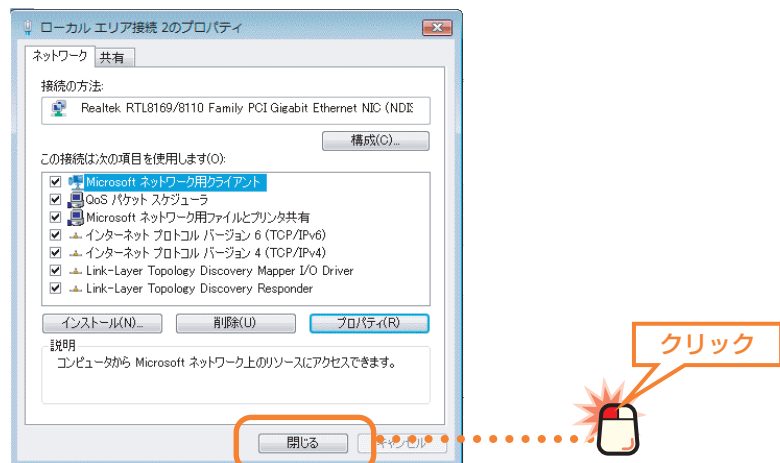 ローカル エリア接続 2のプロパティ
ネットワーク 共有
接続の方法:
Realtek RTL8169/8110 Family PCI Gigabit Ethernet NIC (NDIS
構成(C)...
この接続は次の項目を使用します(O):
Microsoft ネットワーク用クライアント
QoS パケット スケジューラ
Microsoft ネットワーク用ファイルとプリンタ共有
インターネット プロトコル バージョン 6 (TCP/IPv6)
インターネット プロトコル バージョン 4 (TCP/IPv4)
Link-Layer Topology Discovery Mapper I/O Driver
Link-Layer Topology Discovery Responder
インストール(N)... 削除(U) プロパティ(R)
説明
コンピュータから Microsoft ネットワーク上のリソースにアクセスできます。
クリック
閉じる キャンセル